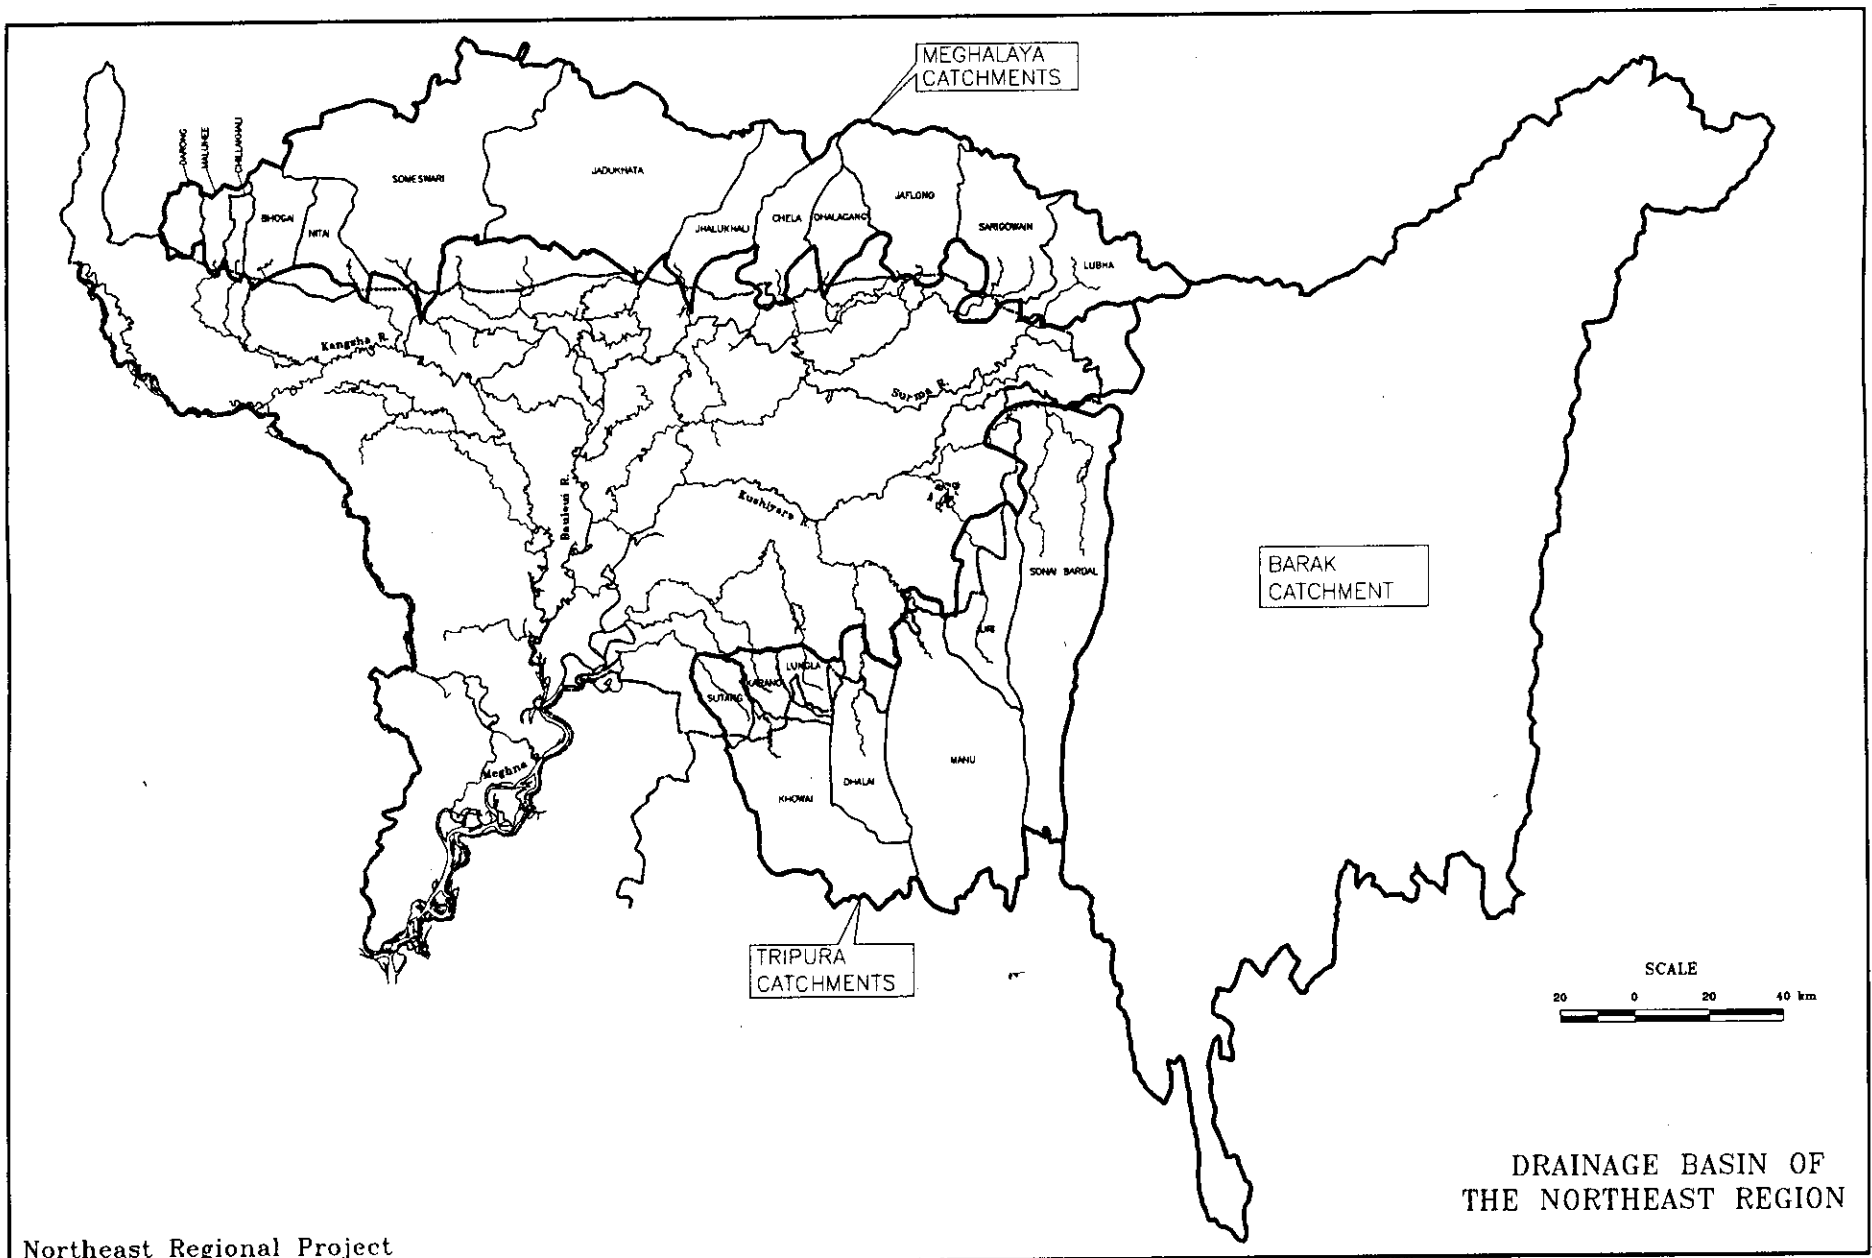 MEGHALAYA
CATCHMENTS
DARONG
MALIJHEE
CHILLAKHALI
SOMESWARI
JADUKHATA
BHOGAI
NITAI
JHALUKHALI
CHELA
DHALAGANG
JAFLONG
SARIGOWAIN
LUBHA
Kangsha R.
Surma R.
Baulai R.
Kushiyara R.
BARAK
CATCHMENT
SONAI BARDAL
LUNGLA
KARANGI
SUTANG
MANU
DHALAI
KHOWAI
Meghna
TRIPURA
CATCHMENTS
SCALE
20 0 20 40 km
DRAINAGE BASIN OF
THE NORTHEAST REGION
Northeast Regional Project